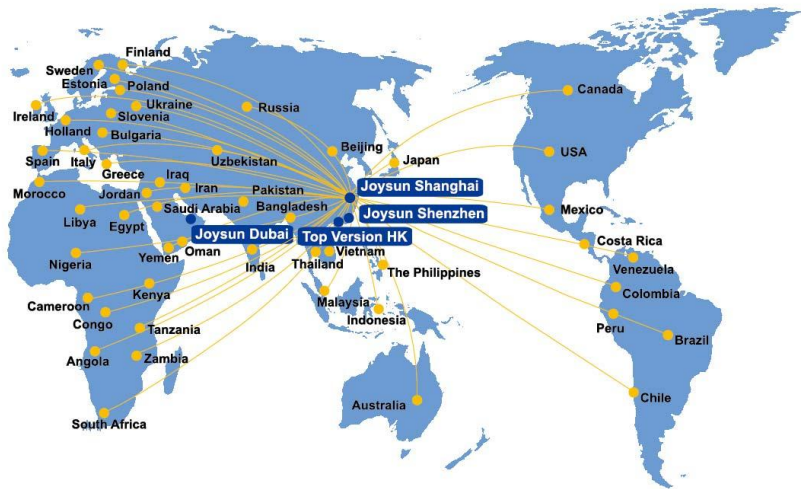 Finland
Sweden
Estonia
Poland
Canada
Ireland
Ukraine
Russia
Slovenia
Holland
Bulgaria
Beijing
USA
Spain
Italy
Uzbekistan
Japan
Greece
Iraq
Morocco
Jordan
Iran
Pakistan
Joysun Shanghai
Libya
Egypt
Saudi Arabia
Bangladesh
Joysun Shenzhen
Mexico
Joysun Dubai
Top Version HK
Costa Rica
Nigeria
Yemen
Oman
India
Thailand
Vietnam
The Philippines
Venezuela
Cameroon
Kenya
Malaysia
Colombia
Congo
Tanzania
Indonesia
Peru
Brazil
Angola
Zambia
Chile
South Africa
Australia